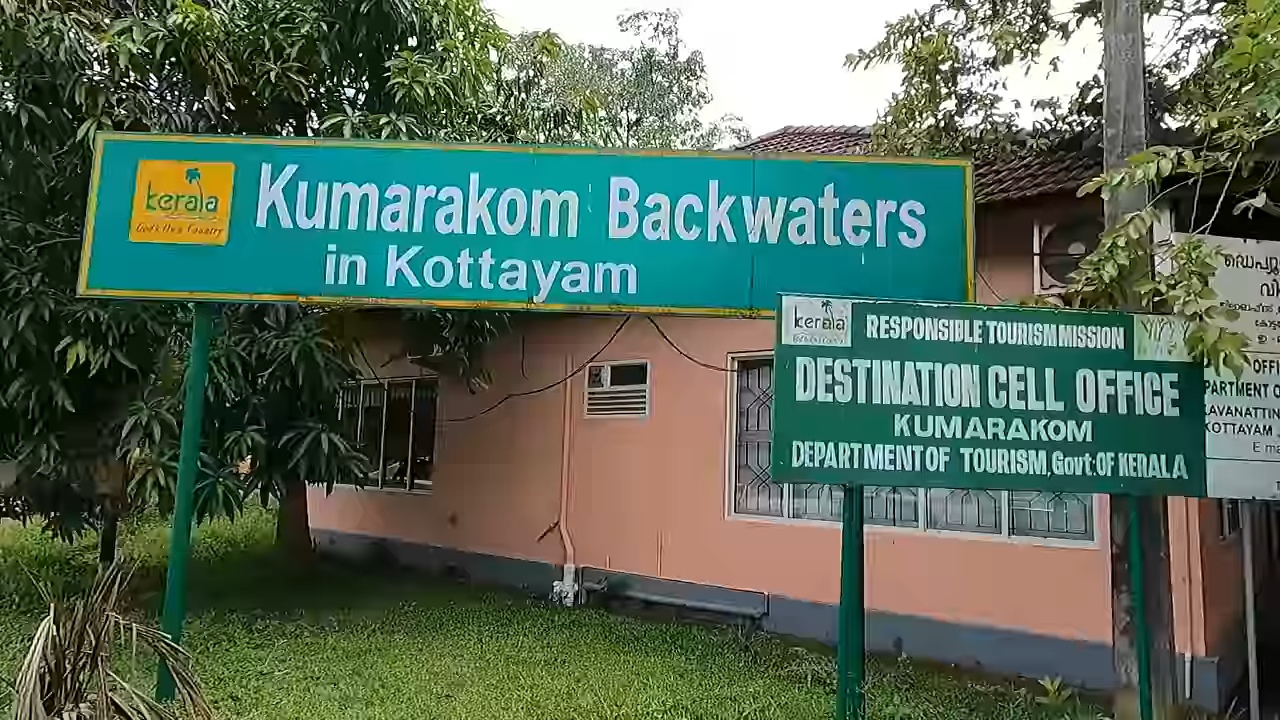 kerala
God's Own Country
Kumarakom Backwaters
in Kottayam
kerala
RESPONSIBLE TOURISM MISSION
DESTINATION CELL OFFICE
KUMARAKOM
DEPARTMENT OF TOURISM, Govt. OF KERALA
KOTTAYAM